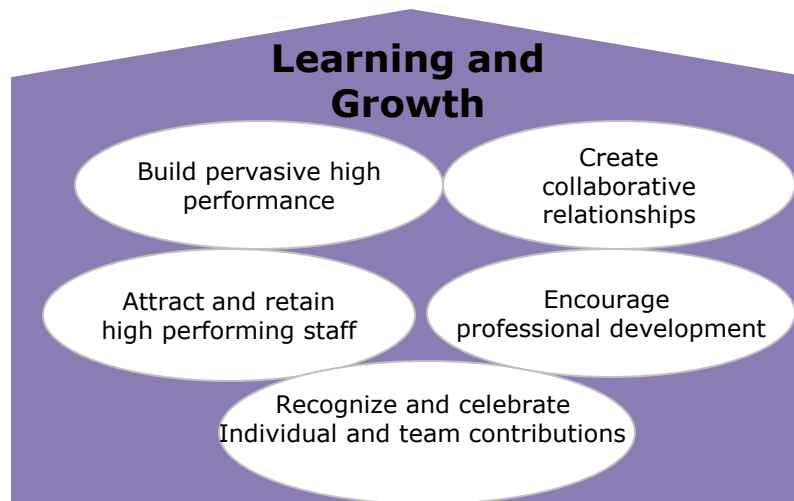 Learning and
Growth
Build pervasive high
performance
Create
collaborative
relationships
Attract and retain
high performing staff
Encourage
professional development
Recognize and celebrate
Individual and team contributions